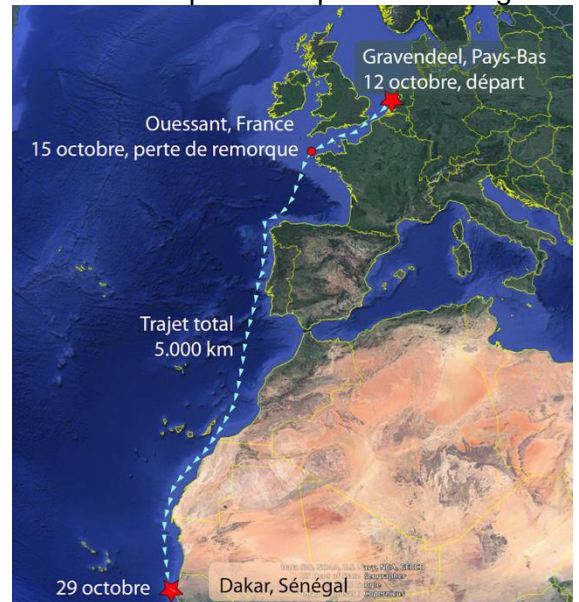 Gravendeel, Pays-Bas
12 octobre, départ
Ouessant, France
15 octobre, perte de remorque
Trajet total
5.000 km
29 octobre
Dakar, Sénégal